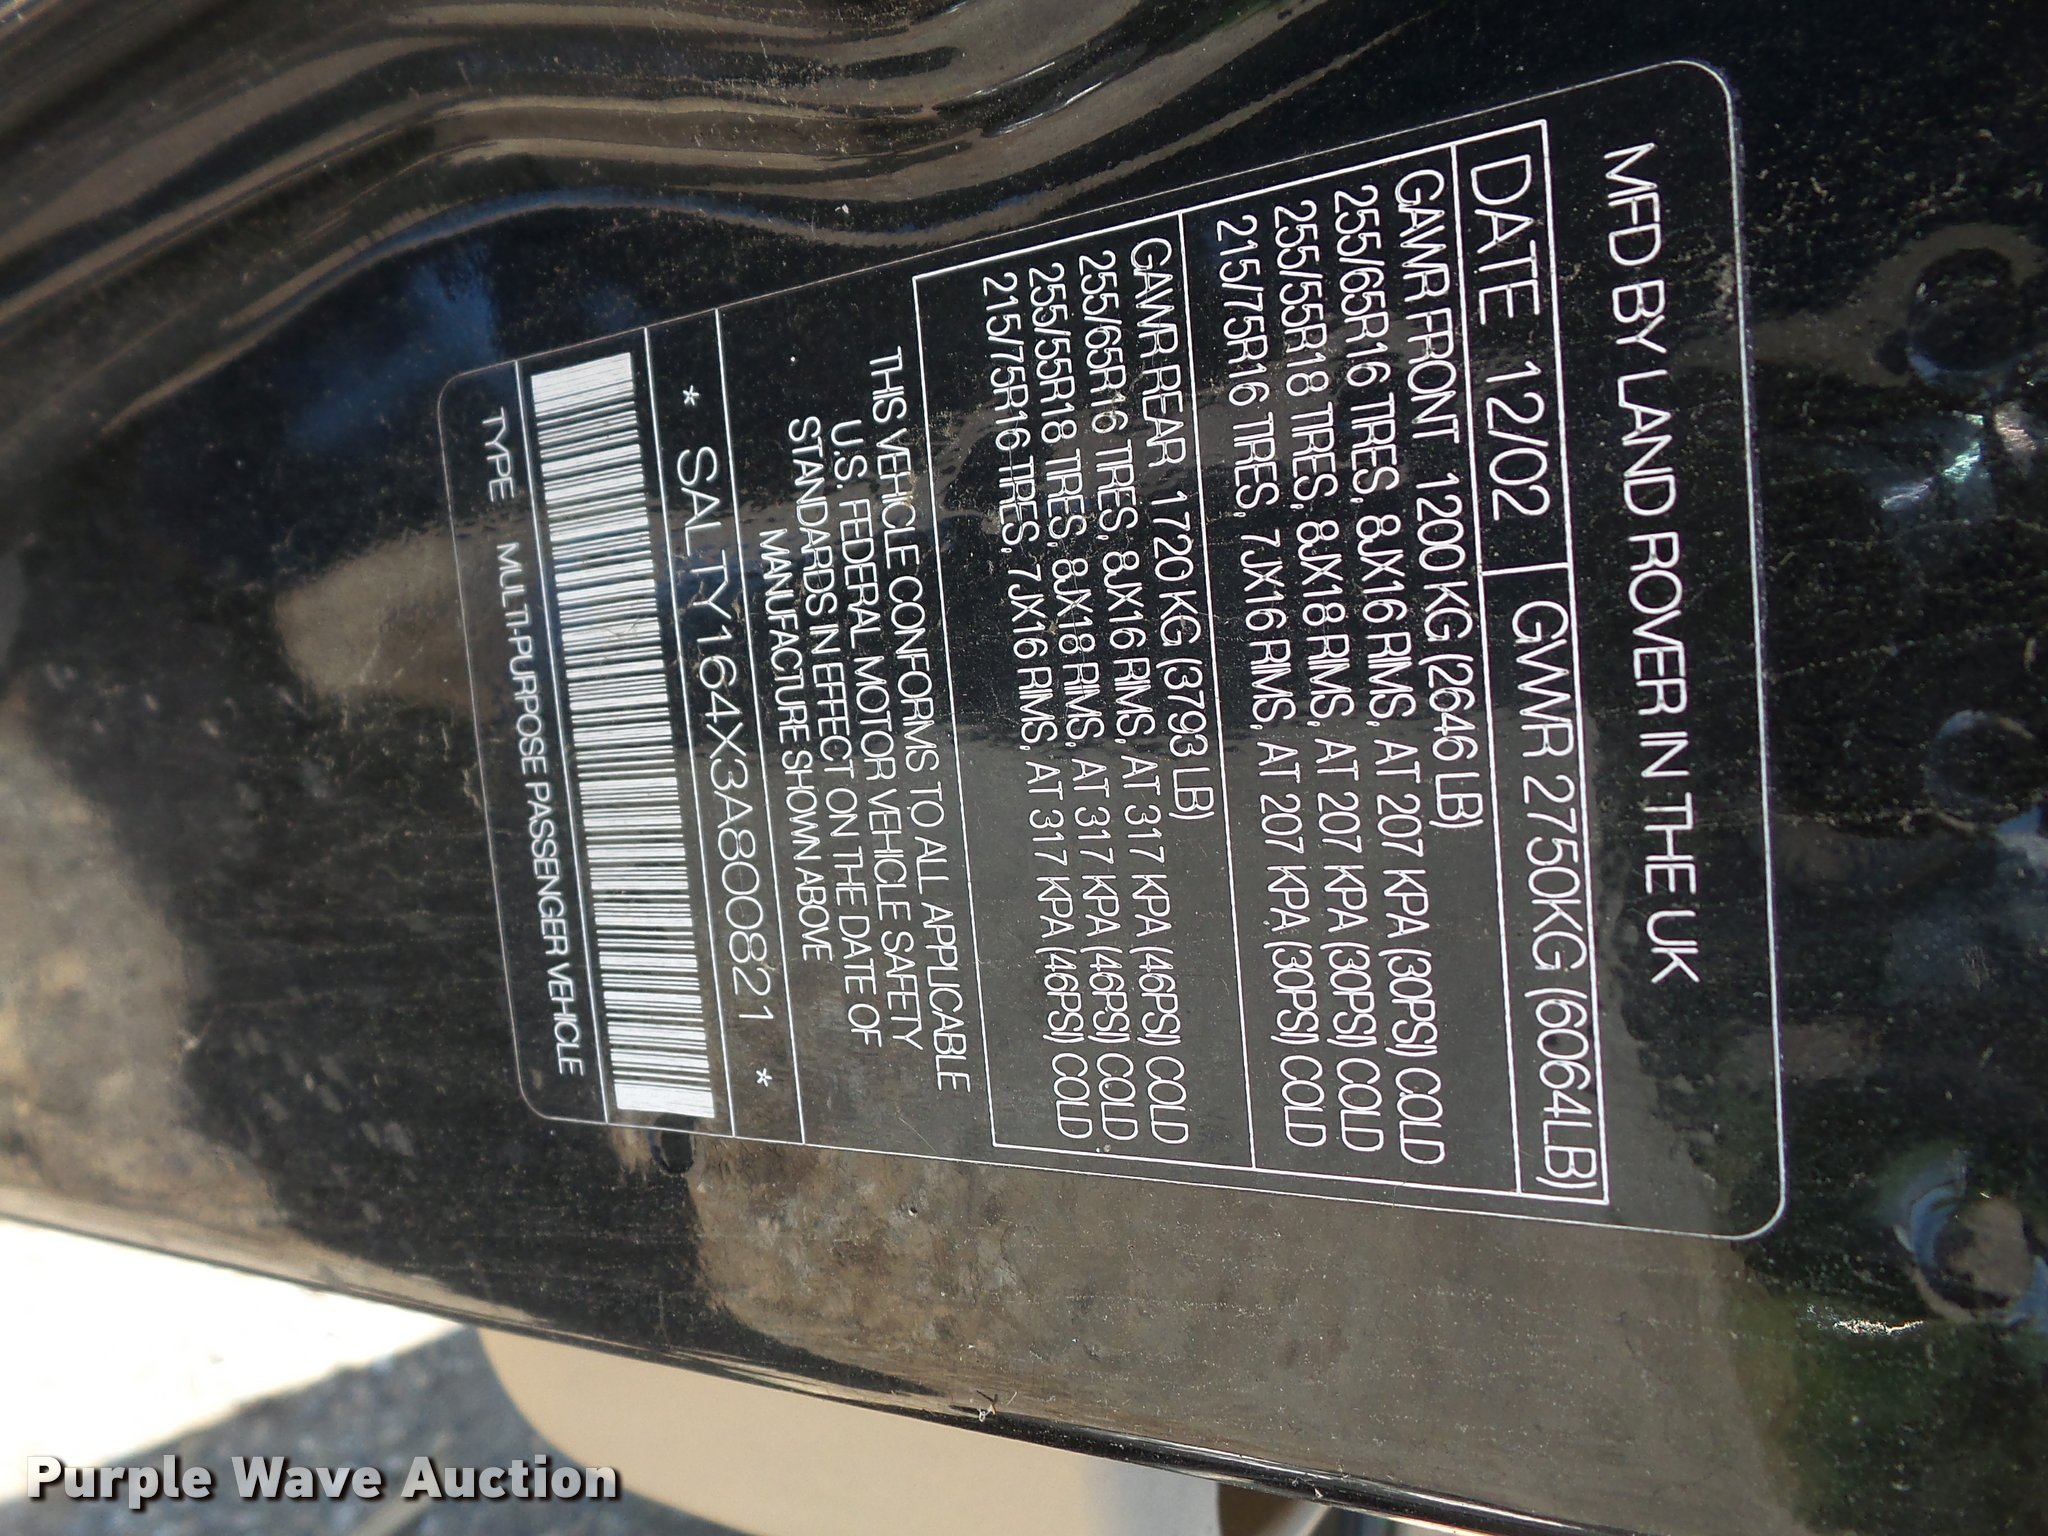 MFD BY LAND ROVER IN THE UK
DATE 12/02 GWWR 2750KG (6064LB)
GAWR FRONT 1200 KG (2646 LB)
255/65R16 TIRES, 8JX16 RIMS, AT 207 KPA (30PSI) COLD
255/55R18 TIRES, 8JX18 RIMS, AT 207 KPA (30PSI) COLD
215/75R16 TIRES, 7JX16 RIMS, AT 207 KPA (30PSI) COLD
GAWR REAR 1720 KG (3793 LB)
255/65R16 TIRES, 8JX16 RIMS, AT 317 KPA (46PSI) COLD
255/55R18 TIRES, 8JX18 RIMS, AT 317 KPA (46PSI) COLD
215/75R16 TIRES, 7JX16 RIMS, AT 317 KPA (46PSI) COLD
THIS VEHICLE CONFORMS TO ALL APPLICABLE
U.S. FEDERAL MOTOR VEHICLE SAFETY
STANDARDS IN EFFECT ON THE DATE OF
MANUFACTURE SHOWN ABOVE
* SALTY164X3A800821 *
TYPE MULTI-PURPOSE PASSENGER VEHICLE
Purple Wave Auction